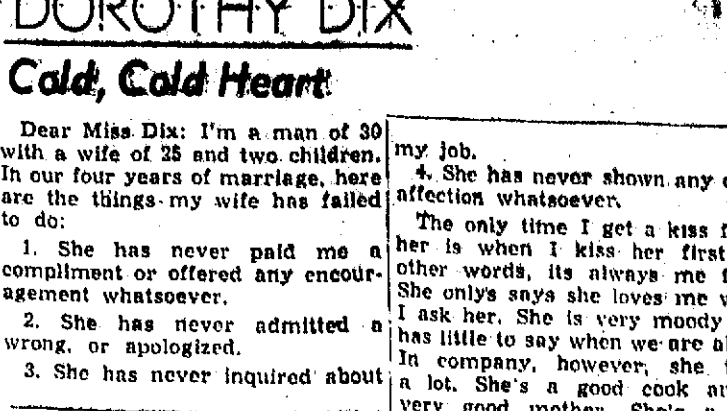 DOROTHY DIX
Cold, Cold Heart
Dear Miss Dix: I'm a man of 30
with a wife of 25 and two children.
In our four years of marriage, here
are the things my wife has failed
to do:
1. She has never paid me a
compliment or offered any encour-
agement whatsoever.
2. She has never admitted a
wrong, or apologized.
3. She has never inquired about
my job.
4. She has never shown any
affection whatsoever.
The only time I get a kiss
her is when I kiss her first
other words, its always me
She only's says she loves me
I ask her. She is very moody
has little to say when we are
In company, however, she
a lot. She's a good cook
very good mother. She's